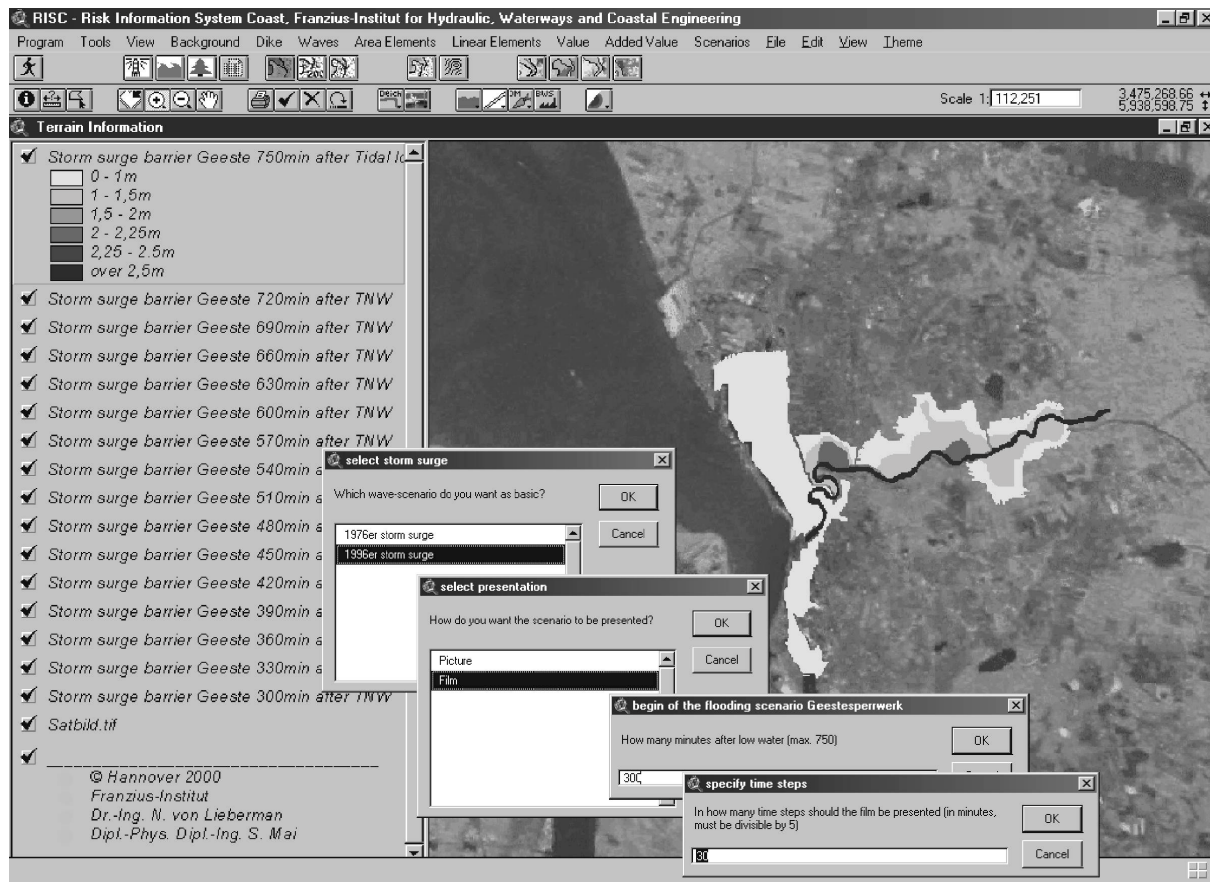 RISC - Risk Information System Coast, Franzius-Institut for Hydraulic, Waterways and Coastal Engineering
Program Tools View Background Dike Waves Area Elements Linear Elements Value Added Value Scenarios File Edit View Theme
Deich BWS
Scale 1: 112,251
3,475,268.66
5,938,598.75
Terrain Information
Storm surge barrier Geeste 750min after Tidal lo
0 - 1m
1 - 1,5m
1,5 - 2m
2 - 2,25m
2,25 - 2.5m
over 2,5m
Storm surge barrier Geeste 720min after TNW
Storm surge barrier Geeste 690min after TNW
Storm surge barrier Geeste 660min after TNW
Storm surge barrier Geeste 630min after TNW
Storm surge barrier Geeste 600min after TNW
Storm surge barrier Geeste 570min after TNW
Storm surge barrier Geeste 540min a
Storm surge barrier Geeste 510min a
Storm surge barrier Geeste 480min a
Storm surge barrier Geeste 450min a
Storm surge barrier Geeste 420min a
Storm surge barrier Geeste 390min a
Storm surge barrier Geeste 360min a
Storm surge barrier Geeste 330min a
Storm surge barrier Geeste 300min after TNW
Satbild.tif
© Hannover 2000
Franzius-Institut
Dr.-Ing. N. von Lieberman
Dipl.-Phys. Dipl.-Ing. S. Mai
select storm surge
Which wave-scenario do you want as basic?
OK
Cancel
1976er storm surge
1996er storm surge
select presentation
How do you want the scenario to be presented?
OK
Cancel
Picture
Film
begin of the flooding scenario Geestesperrwerk
How many minutes after low water (max. 750)
OK
300
specify time steps
In how many time steps should the film be presented (in minutes,
must be divisible by 5)
OK
Cancel
30